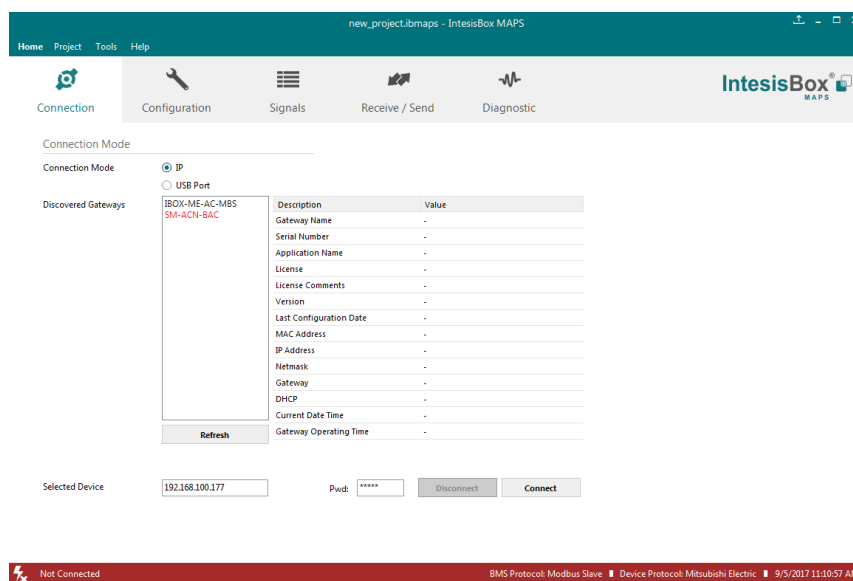 new_project.ibmaps - IntesisBox MAPS
Home Project Tools Help
Connection Configuration Signals Receive / Send Diagnostic
IntesisBox®
MAPS
Connection Mode
Connection Mode IP
USB Port
Discovered Gateways IBOX-ME-AC-MBS Description Value
SM-ACN-BAC
Gateway Name -
Serial Number -
Application Name -
License -
License Comments -
Version -
Last Configuration Date -
MAC Address -
IP Address -
Netmask -
Gateway -
DHCP -
Current Date Time -
Refresh Gateway Operating Time -
Selected Device 192.168.100.177 Pwd: ***** Disconnect Connect
Not Connected BMS Protocol: Modbus Slave Device Protocol: Mitsubishi Electric 9/5/2017 11:10:57